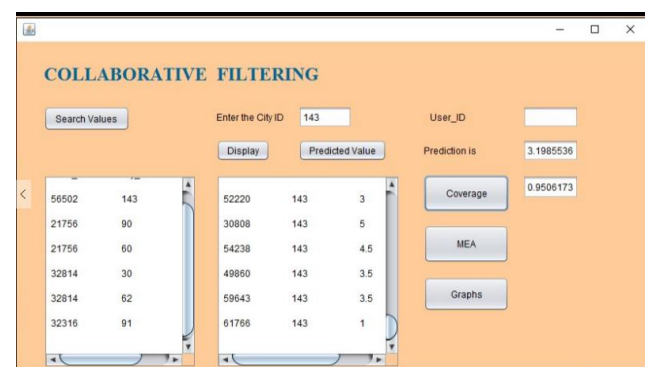 COLLABORATIVE FILTERING
Search Values
Enter the City ID 143
User_ID
Display
Predicted Value
Prediction is 3.1985536
56502 143
21756 90
21756 60
32814 30
32814 62
32316 91
52220 143 3
30808 143 5
54238 143 4.5
49860 143 3.5
59643 143 3.5
61766 143 1
Coverage 0.9506173
MEA
Graphs